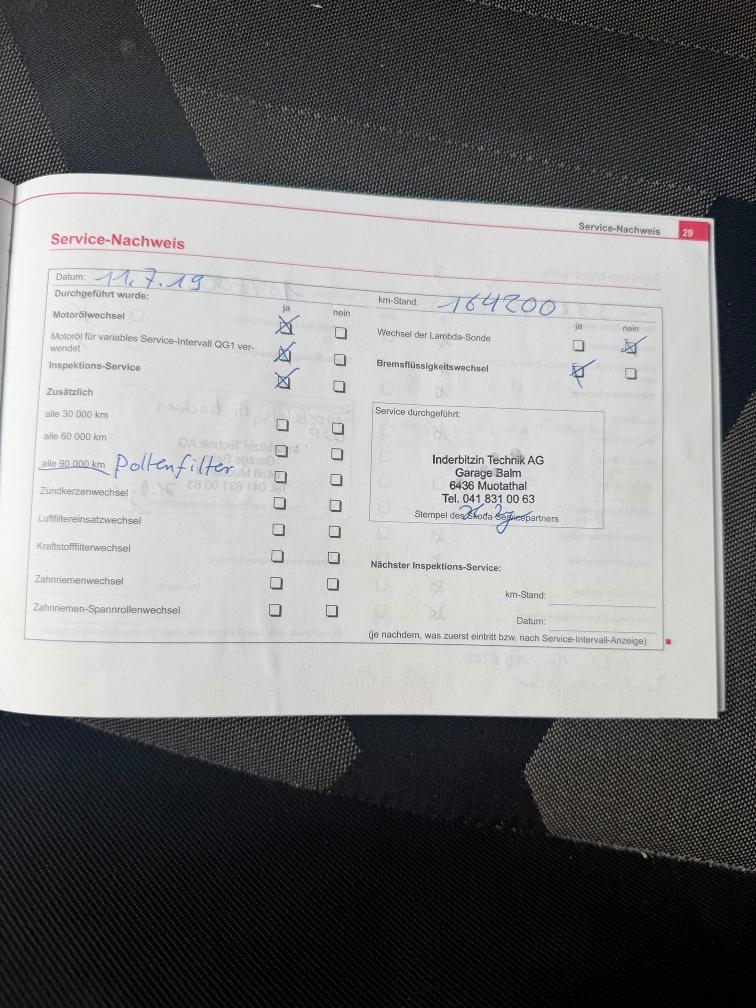 Service-Nachweis 29
Service-Nachweis
Datum: 11.7.19
km-Stand: 164200
Durchgeführt wurde:
ja nein
Motorölwechsel
Motoröl für variables Service-Intervall QG1 ver-
wendet
Inspektions-Service
Zusätzlich
alle 30 000 km
alle 60 000 km
alle 90 000 km Pollenfilter
Zündkerzenwechsel
Luftfiltereinsatzwechsel
Kraftstofffilterwechsel
Zahnriemenwechsel
Zahnriemen-Spannrollenwechsel
ja nein
Wechsel der Lambda-Sonde
Bremsflüssigkeitswechsel
Service durchgeführt:
Inderbitzin Technik AG
Garage Balm
6436 Muotathal
Tel. 041 831 00 63
Stempel des Skoda Servicepartners
Nächster Inspektions-Service:
km-Stand:
Datum:
(je nachdem, was zuerst eintritt bzw. nach Service-Intervall-Anzeige)